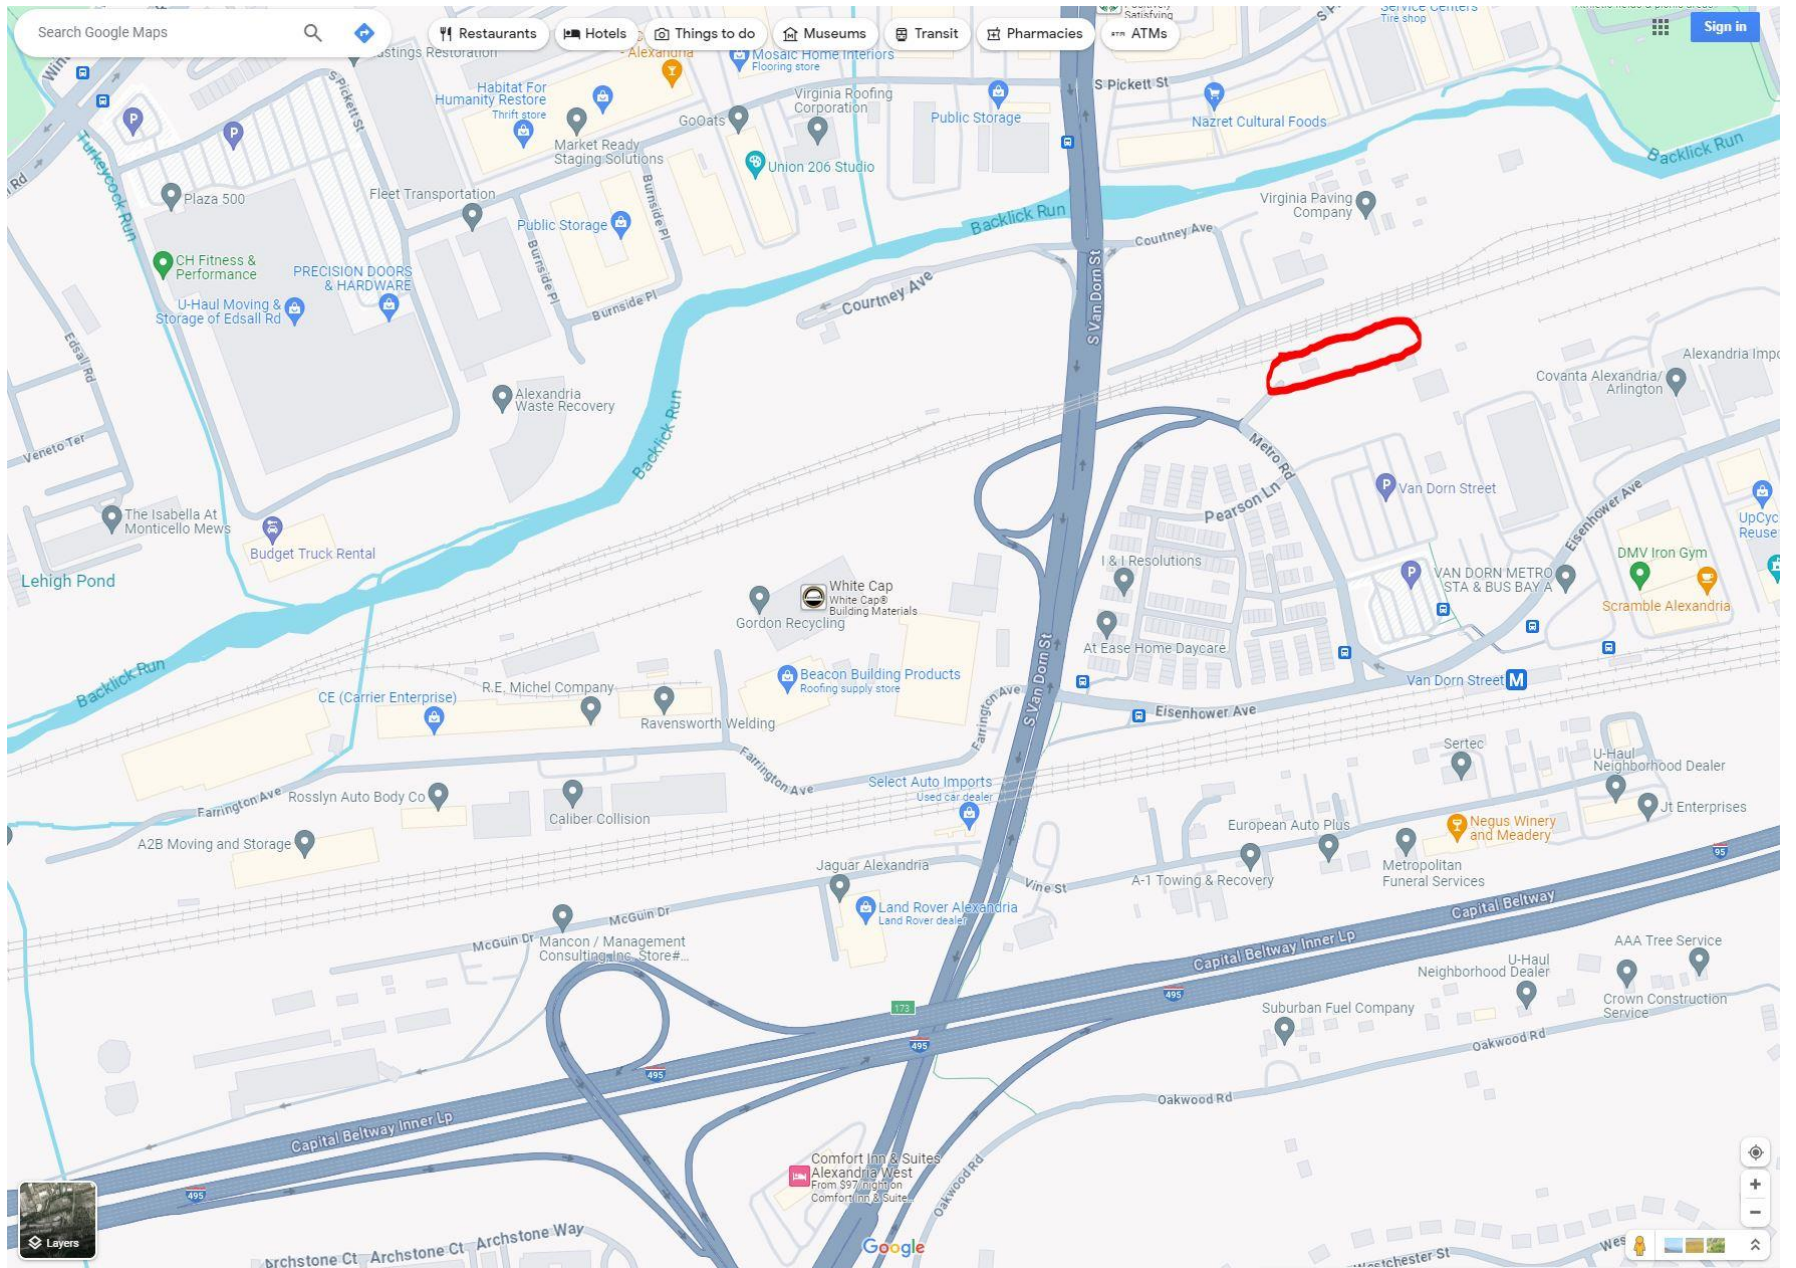 Search Google Maps
Restaurants
Hotels
Things to do
Museums
Transit
Pharmacies
ATMs
Sign in
Satisfying
Service Centers
Tire shop
- Alexandria
Mosaic Home Interiors
Flooring store
S Pickett St
S Pickett St
Habitat For
Humanity Restore
Thrift store
Market Ready
Staging Solutions
GoOats
Virginia Roofing
Corporation
Public Storage
Nazret Cultural Foods
Union 206 Studio
Backlick Run
Turkeycock Run
Plaza 500
Fleet Transportation
Public Storage
Burnside Pl
Burnside Pl
Burnside Pl
Backlick Run
Virginia Paving
Company
Courtney Ave
CH Fitness &
Performance
PRECISION DOORS
& HARDWARE
U-Haul Moving &
Storage of Edsall Rd
Courtney Ave
S Van Dorn St
Edsall Rd
Alexandria
Waste Recovery
Backlick Run
Covanta Alexandria/
Arlington
Veneto Ter
Metro Rd
Pearson Ln
Van Dorn Street
Eisenhower Ave
The Isabella At
Monticello Mews
Budget Truck Rental
Lehigh Pond
I & I Resolutions
VAN DORN METRO
STA & BUS BAY A
DMV Iron Gym
Scramble Alexandria
White Cap
White Cap®
Building Materials
Gordon Recycling
At Ease Home Daycare
Van Dorn Street
M
Eisenhower Ave
S Van Dorn St
Farrington Ave
Backlick Run
CE (Carrier Enterprise)
R.E. Michel Company
Ravensworth Welding
Beacon Building Products
Roofing supply store
Farrington Ave
Farrington Ave
Rosslyn Auto Body Co
A2B Moving and Storage
Caliber Collision
Select Auto Imports
Used car dealer
Sertec
U-Haul
Neighborhood Dealer
Jt Enterprises
Negus Winery
and Meadery
European Auto Plus
Metropolitan
Funeral Services
A-1 Towing & Recovery
Vine St
Jaguar Alexandria
Land Rover Alexandria
Land Rover dealer
McGuin Dr
McGuin Dr
Mancon / Management
Consulting, Inc. Store#...
95
Capital Beltway
Capital Beltway Inner Lp
AAA Tree Service
U-Haul
Neighborhood Dealer
Crown Construction
Service
Suburban Fuel Company
Oakwood Rd
Oakwood Rd
Oakwood Rd
173
495
495
495
495
Capital Beltway Inner Lp
Comfort Inn & Suites
Alexandria West
From $97/night on
Comfort Inn & Suite...
Archstone Ct
Archstone Ct
Archstone Way
Layers
Google